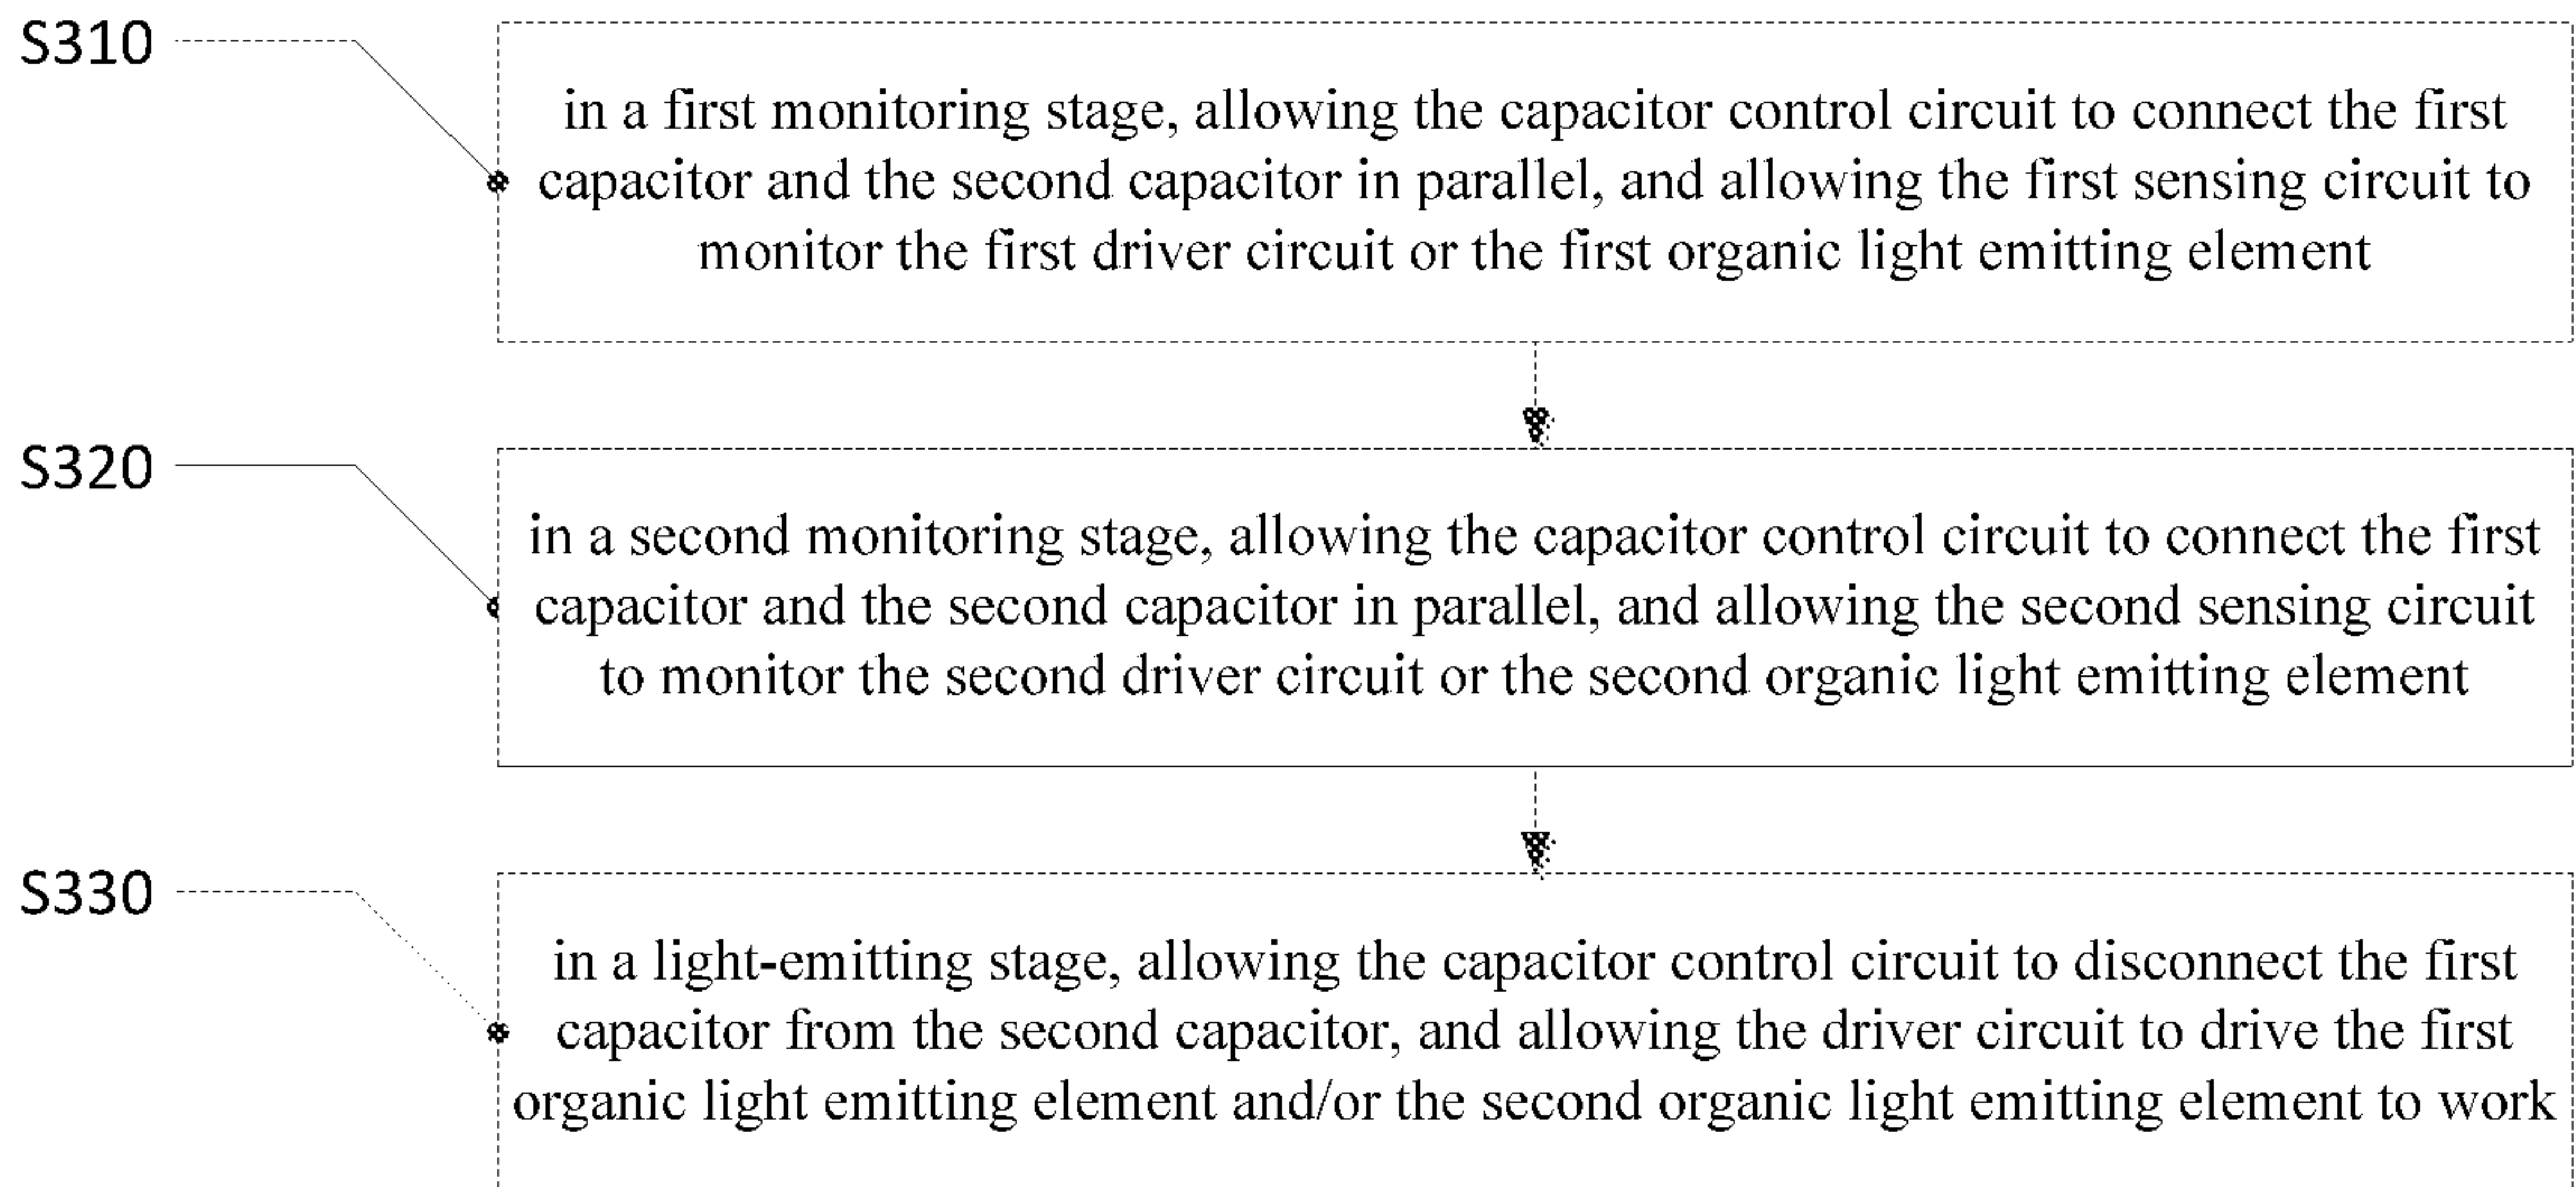 S310
in a first monitoring stage, allowing the capacitor control circuit to connect the first
capacitor and the second capacitor in parallel, and allowing the first sensing circuit to
monitor the first driver circuit or the first organic light emitting element
S320
in a second monitoring stage, allowing the capacitor control circuit to connect the first
capacitor and the second capacitor in parallel, and allowing the second sensing circuit
to monitor the second driver circuit or the second organic light emitting element
S330
in a light-emitting stage, allowing the capacitor control circuit to disconnect the first
capacitor from the second capacitor, and allowing the driver circuit to drive the first
organic light emitting element and/or the second organic light emitting element to work